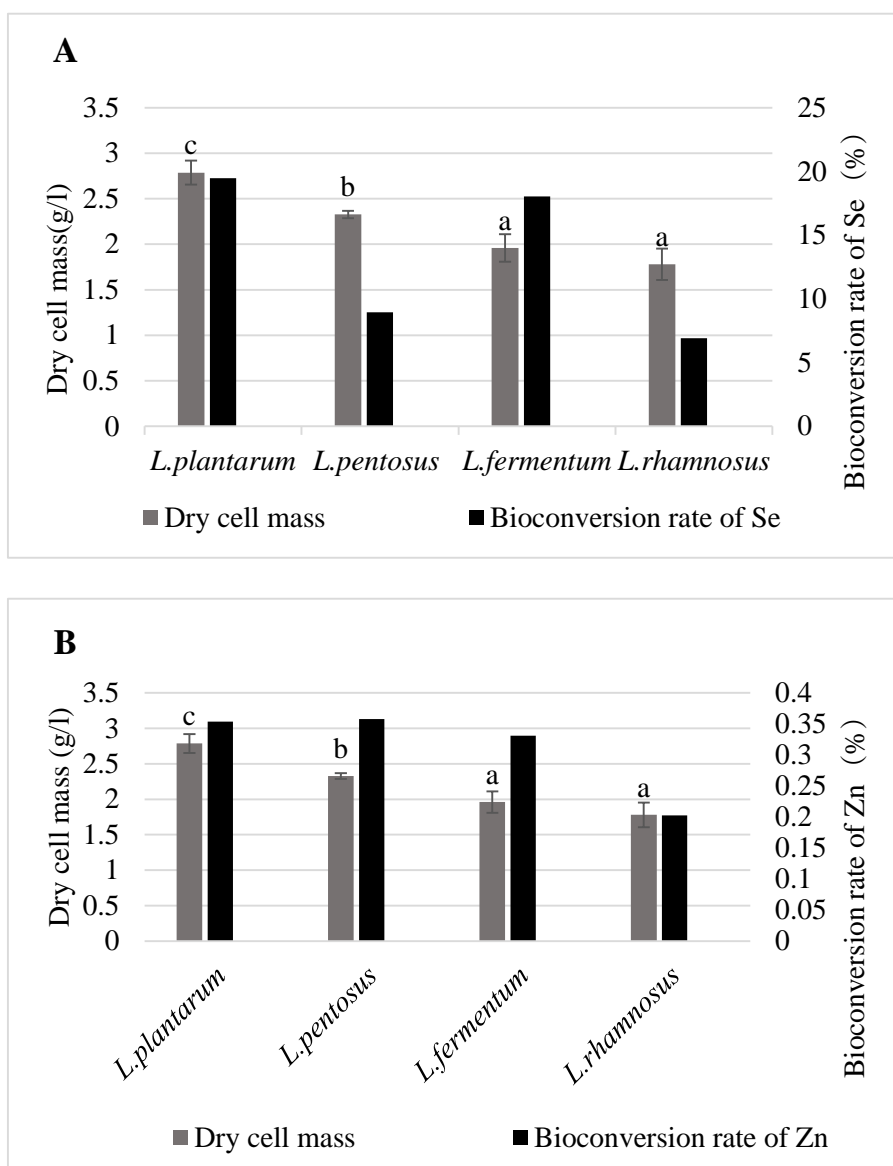 A
Dry cell mass(g/l)
3.5
3
2.5
2
1.5
1
0.5
0
c
b
a
a
25
20
15
10
5
0
Bioconversion rate of Se （%）
L.plantarum L.pentosus L.fermentum L.rhamnosus
Dry cell mass Bioconversion rate of Se
B
Dry cell mass (g/l)
3.5
3
2.5
2
1.5
1
0.5
0
c
b
a
a
0.4
0.35
0.3
0.25
0.2
0.15
0.1
0.05
0
Bioconversion rate of Zn （%）
L.plantarum
L.pentosus
L.fermentum
L.rhamnosus
Dry cell mass Bioconversion rate of Zn